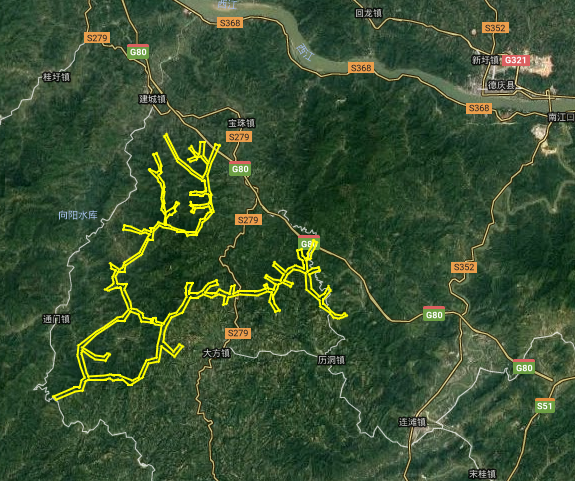 回龙镇
S368
S352
S279
G80
新圩镇
G321
桂圩镇
S368
德庆县
建城镇
S368
南江口
宝珠镇
S279
G80
向阳水库
S279
G80
S352
通门镇
G80
S279
大方镇
历洞镇
G80
S51
连滩镇
宋桂镇